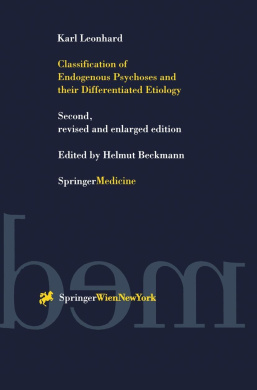 Karl Leonhard
Classification of
Endogenous Psychoses and
their Differentiated Etiology
Second,
revised and enlarged edition
Edited by Helmut Beckmann
SpringerMedicine
med
SpringerWienNewYork